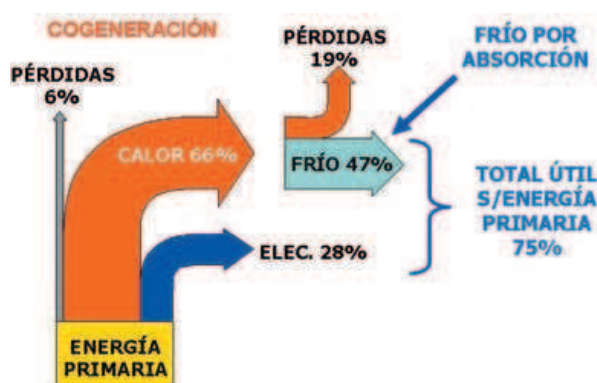 COGENERACIÓN
PÉRDIDAS
6%
PÉRDIDAS
19%
FRÍO POR
ABSORCIÓN
CALOR 66%
FRÍO 47%
ELEC. 28%
TOTAL ÚTIL
S/ENERGÍA
PRIMARIA
75%
ENERGÍA
PRIMARIA